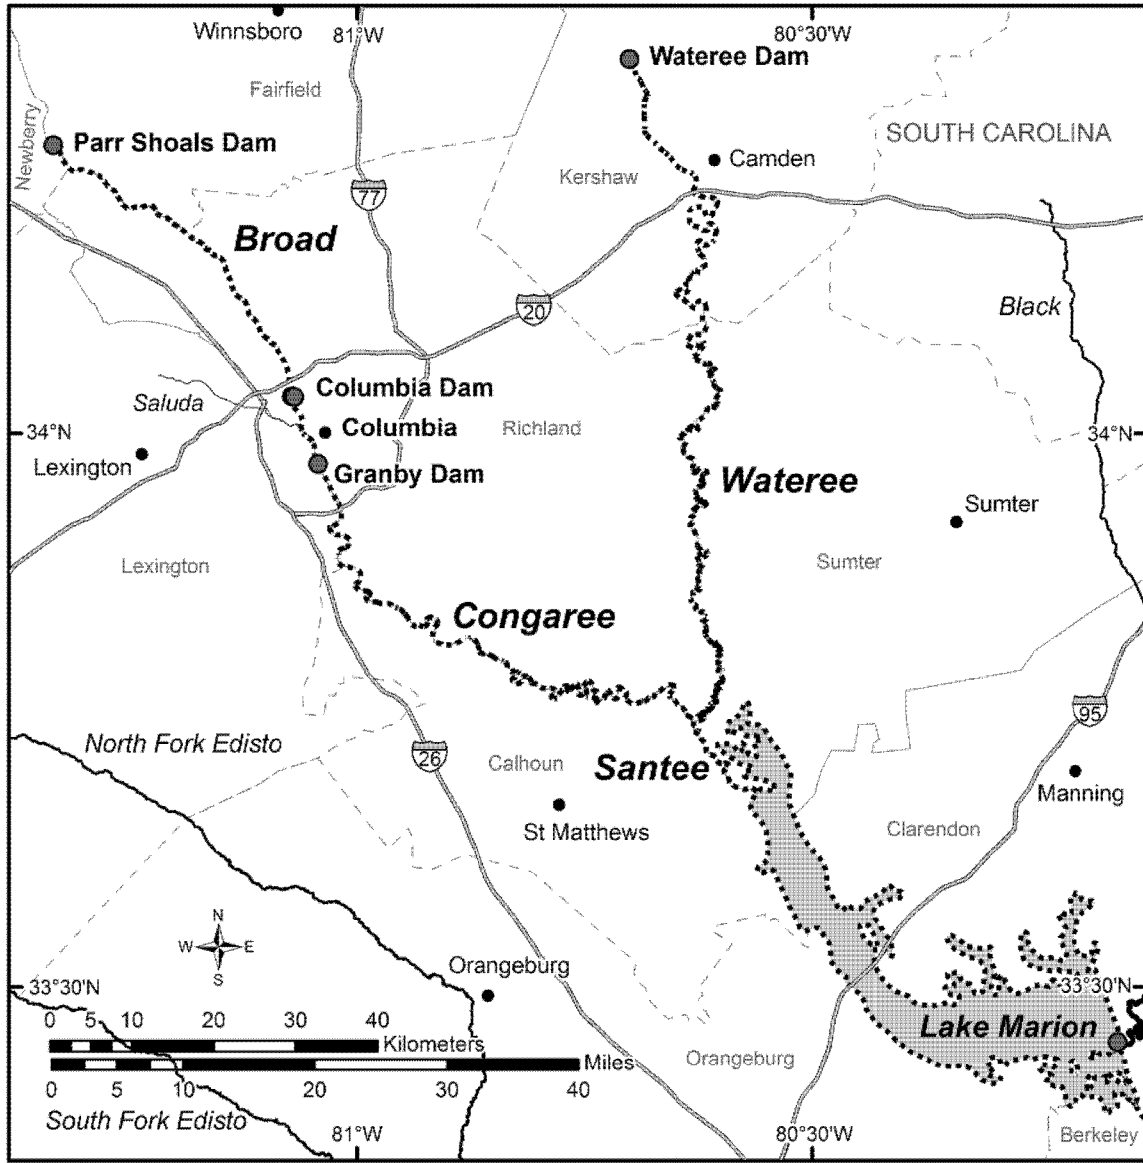 Winnsboro
81°W
80°30'W
Wateree Dam
Fairfield
Newberry
Parr Shoals Dam
SOUTH CAROLINA
Camden
Kershaw
77
Broad
20
Black
Columbia Dam
Saluda
Columbia
Richland
34°N
34°N
Lexington
Granby Dam
Wateree
Sumter
Lexington
Sumter
Congaree
95
North Fork Edisto
26
Calhoun
Santee
Manning
St Matthews
Clarendon
N
W E
S
Orangeburg
33°30'N
33°30'N
0 5 10 20 30 40
Kilometers
Lake Marion
Miles
Orangeburg
0 5 10 20 30 40
South Fork Edisto
81°W
80°30'W
Berkeley